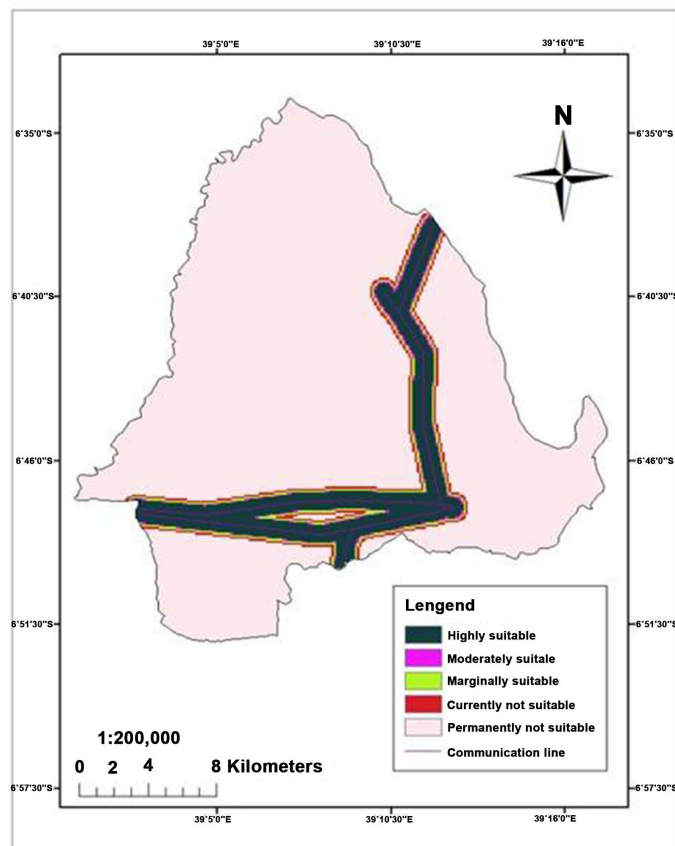 39°5'0"E 39°10'30"E 39°16'0"E
N
6°35'0"S 6°35'0"S
6°40'30"S 6°40'30"S
6°46'0"S 6°46'0"S
6°51'30"S 6°51'30"S
Lengend
Highly suitable
Moderately suitale
Marginally suitable
Currently not suitable
Permanently not suitable
Communication line
1:200,000
0 2 4 8 Kilometers
6°57'30"S 6°57'30"S
39°5'0"E 39°10'30"E 39°16'0"E